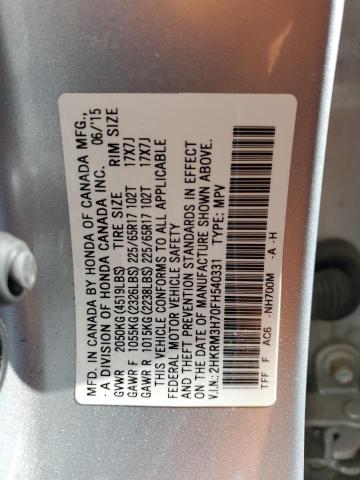 MFD. IN CANADA BY HONDA OF CANADA MFG.,
- A DIVISION OF HONDA CANADA INC. 06/'15
GVWR 2050KG(4519LBS) TIRE SIZE RIM SIZE
GAWR F 1055KG(2326LBS)225/65R17 102T 17X7J
GAWR R 1015KG(2238LBS)225/65R17 102T 17X7J
THIS VEHICLE CONFORMS TO ALL APPLICABLE
FEDERAL MOTOR VEHICLE SAFETY
AND THEFT PREVENTION STANDARDS IN EFFECT
ON THE DATE OF MANUFACTURE SHOWN ABOVE.
V.I.N.:2HKRM3H70FH540331 TYPE: MPV
TFF F AC6 -NH700M -A -H